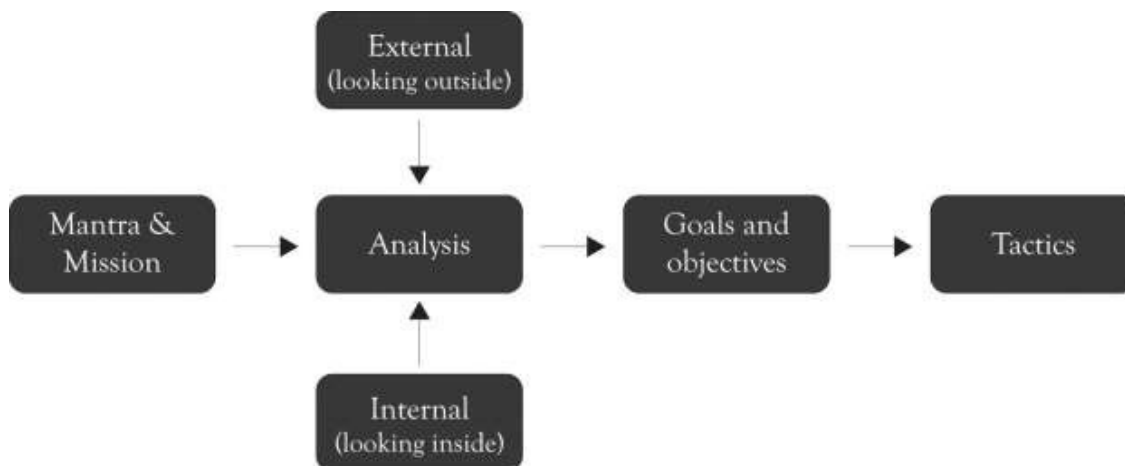 External
(looking outside)
Mantra &
Mission
Analysis
Goals and
objectives
Tactics
Internal
(looking inside)